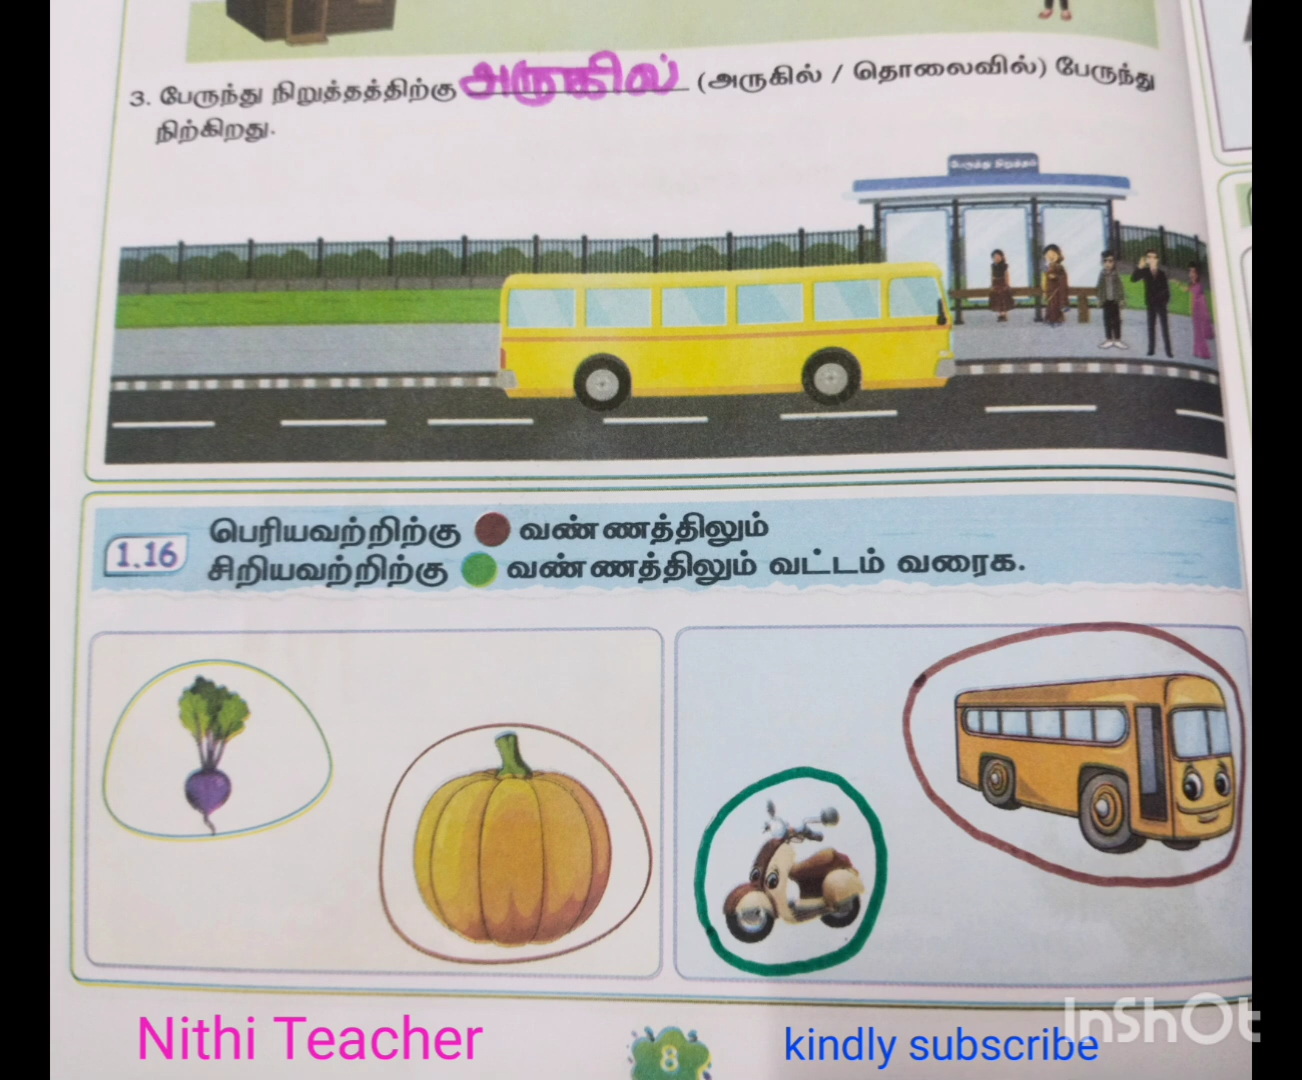 3. பேருந்து நிறுத்தத்திற்கு அருகில் (அருகில் / தொலைவில்) பேருந்து
நிற்கிறது.
பேருந்து நிறுத்தம்
1.16 பெரியவற்றிற்கு வண்ணத்திலும்
சிறியவற்றிற்கு வண்ணத்திலும் வட்டம் வரைக.
Nithi Teacher
8
kindly subscribe
InShOt